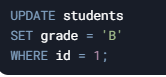 UPDATE students
SET grade = 'B'
WHERE id = 1;